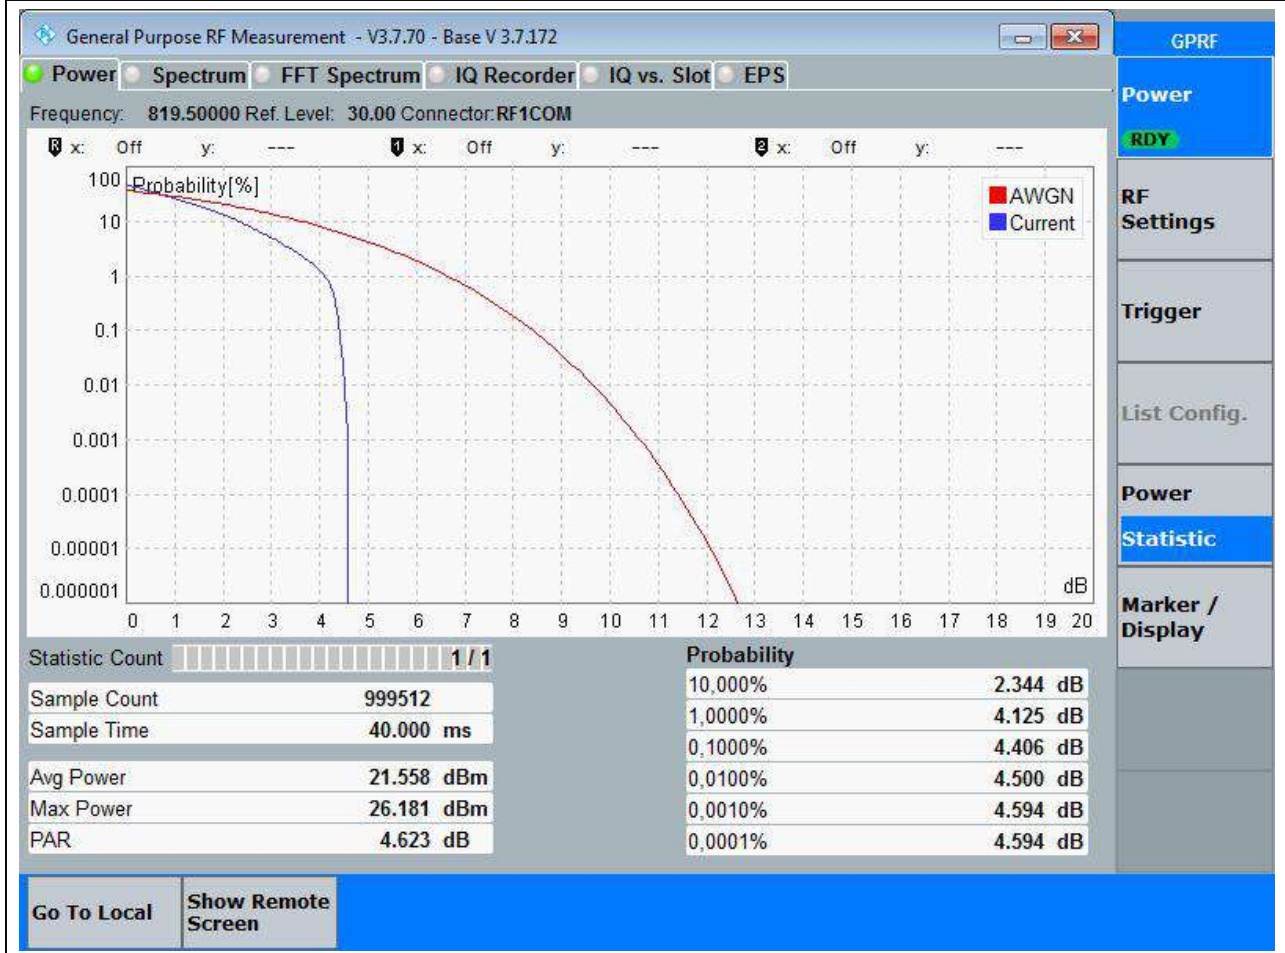 General Purpose RF Measurement - V3.7.70 - Base V 3.7.172
Power Spectrum FFT Spectrum IQ Recorder IQ vs. Slot EPS
Frequency: 819.50000 Ref. Level: 30.00 Connector: RF1COM
R x: Off y: --- 1 x: Off y: --- 2 x: Off y: ---
Probability[%]
AWGN
Current
100
10
1
0.1
0.01
0.001
0.0001
0.00001
0.000001
dB
0 1 2 3 4 5 6 7 8 9 10 11 12 13 14 15 16 17 18 19 20
Statistic Count 1 / 1
Sample Count 999512
Sample Time 40.000 ms
Avg Power 21.558 dBm
Max Power 26.181 dBm
PAR 4.623 dB
Probability
10,000% 2.344 dB
1,0000% 4.125 dB
0,1000% 4.406 dB
0,0100% 4.500 dB
0,0010% 4.594 dB
0,0001% 4.594 dB
GPRF
Power
RDY
RF
Settings
Trigger
List Config.
Power
Statistic
Marker /
Display
Go To Local
Show Remote
Screen